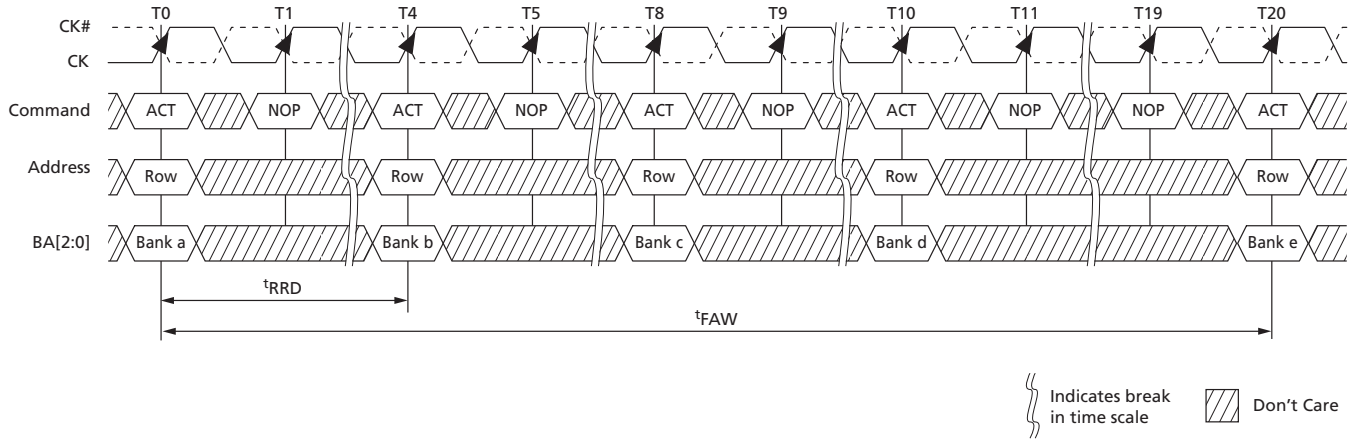 T0 T1 T4 T5 T8 T9 T10 T11 T19 T20
CK#
CK
Command ACT NOP ACT NOP ACT NOP ACT NOP NOP ACT
Address Row Row Row Row Row
BA[2:0] Bank a Bank b Bank c Bank d Bank e
tRRD
tFAW
Indicates break
in time scale
Don't Care